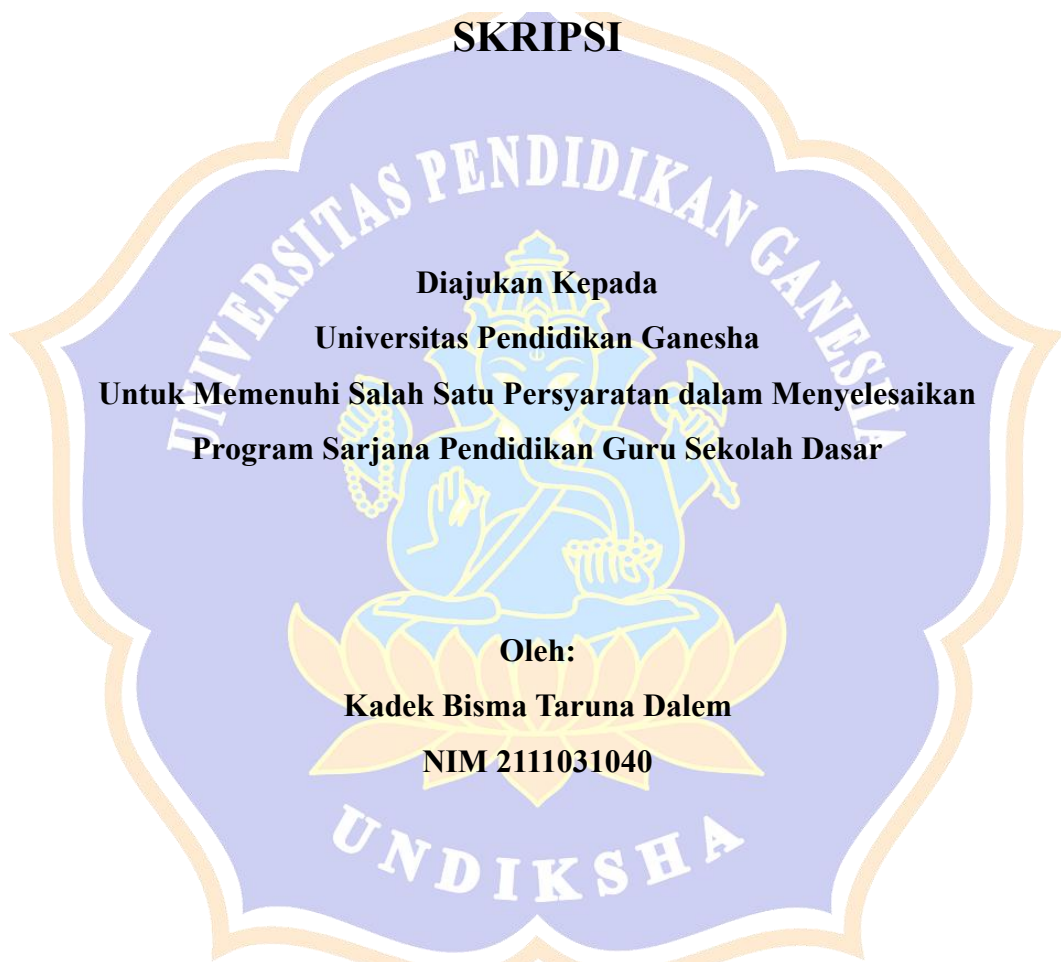 SKRIPSI
UNIVERSITAS PENDIDIKAN GANESHA
Diajukan Kepada
Universitas Pendidikan Ganesha
Untuk Memenuhi Salah Satu Persyaratan dalam Menyelesaikan
Program Sarjana Pendidikan Guru Sekolah Dasar
Oleh:
Kadek Bisma Taruna Dalem
NIM 2111031040
UNDIKSHA